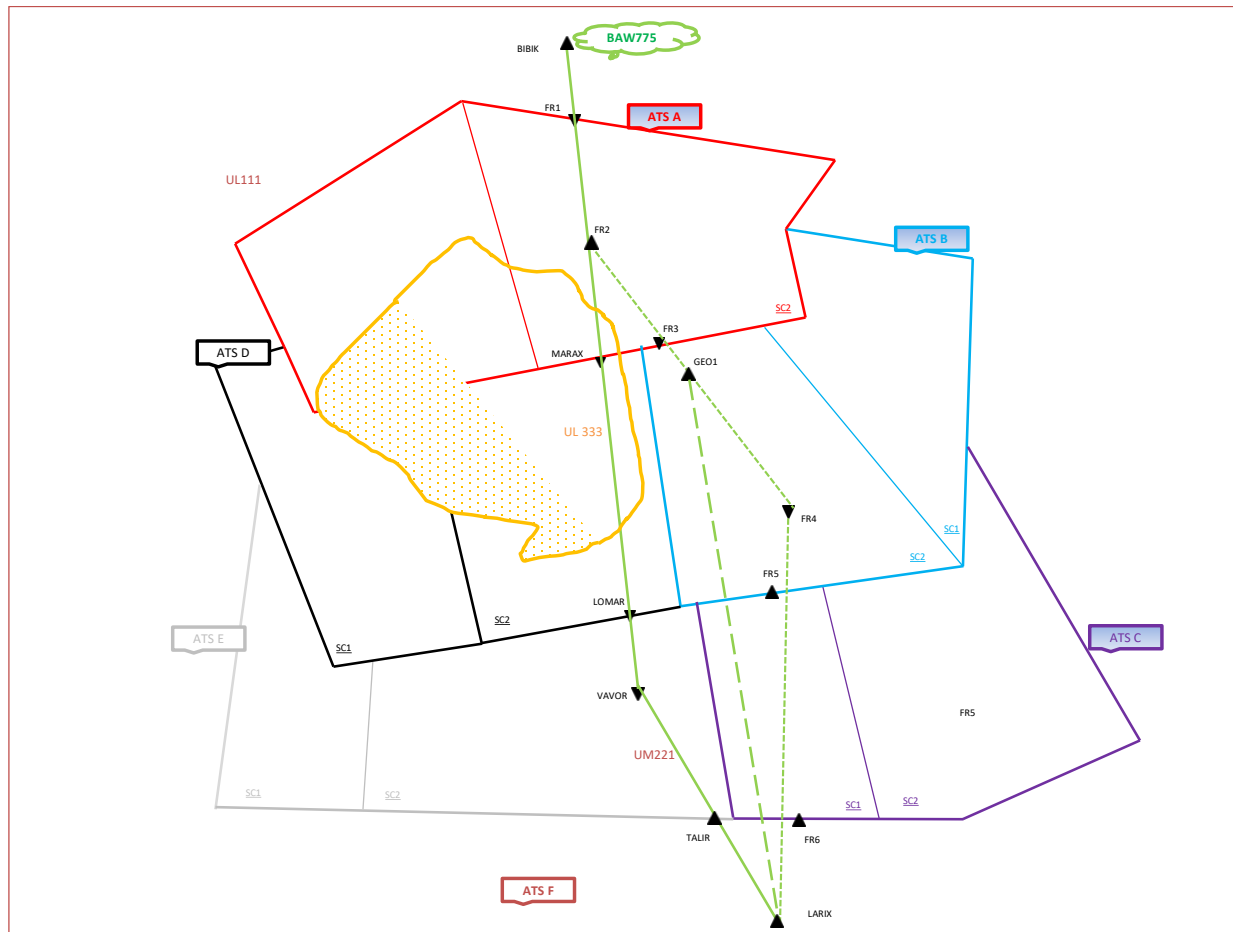 BAW775
BIBIK
FR1
ATS A
UL111
FR2
ATS B
SC2
FR3
MARAX
ATS D
GEO1
UL 333
FR4
SC1
SC2
FR5
LOMAR
SC2
ATS E
SC1
ATS C
VAVOR
FR5
UM221
SC1
SC2
SC1
SC2
TALIR
FR6
ATS F
LARIX